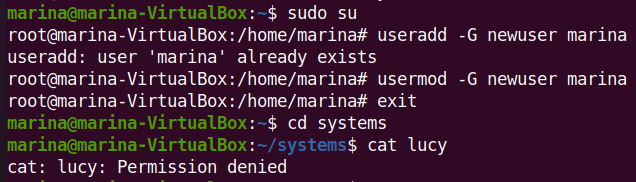 marina@marina-VirtualBox:~$ sudo su
root@marina-VirtualBox:/home/marina# useradd -G newuser marina
useradd: user 'marina' already exists
root@marina-VirtualBox:/home/marina# usermod -G newuser marina
root@marina-VirtualBox:/home/marina# exit
marina@marina-VirtualBox:~$ cd systems
marina@marina-VirtualBox:~/systems$ cat lucy
cat: lucy: Permission denied